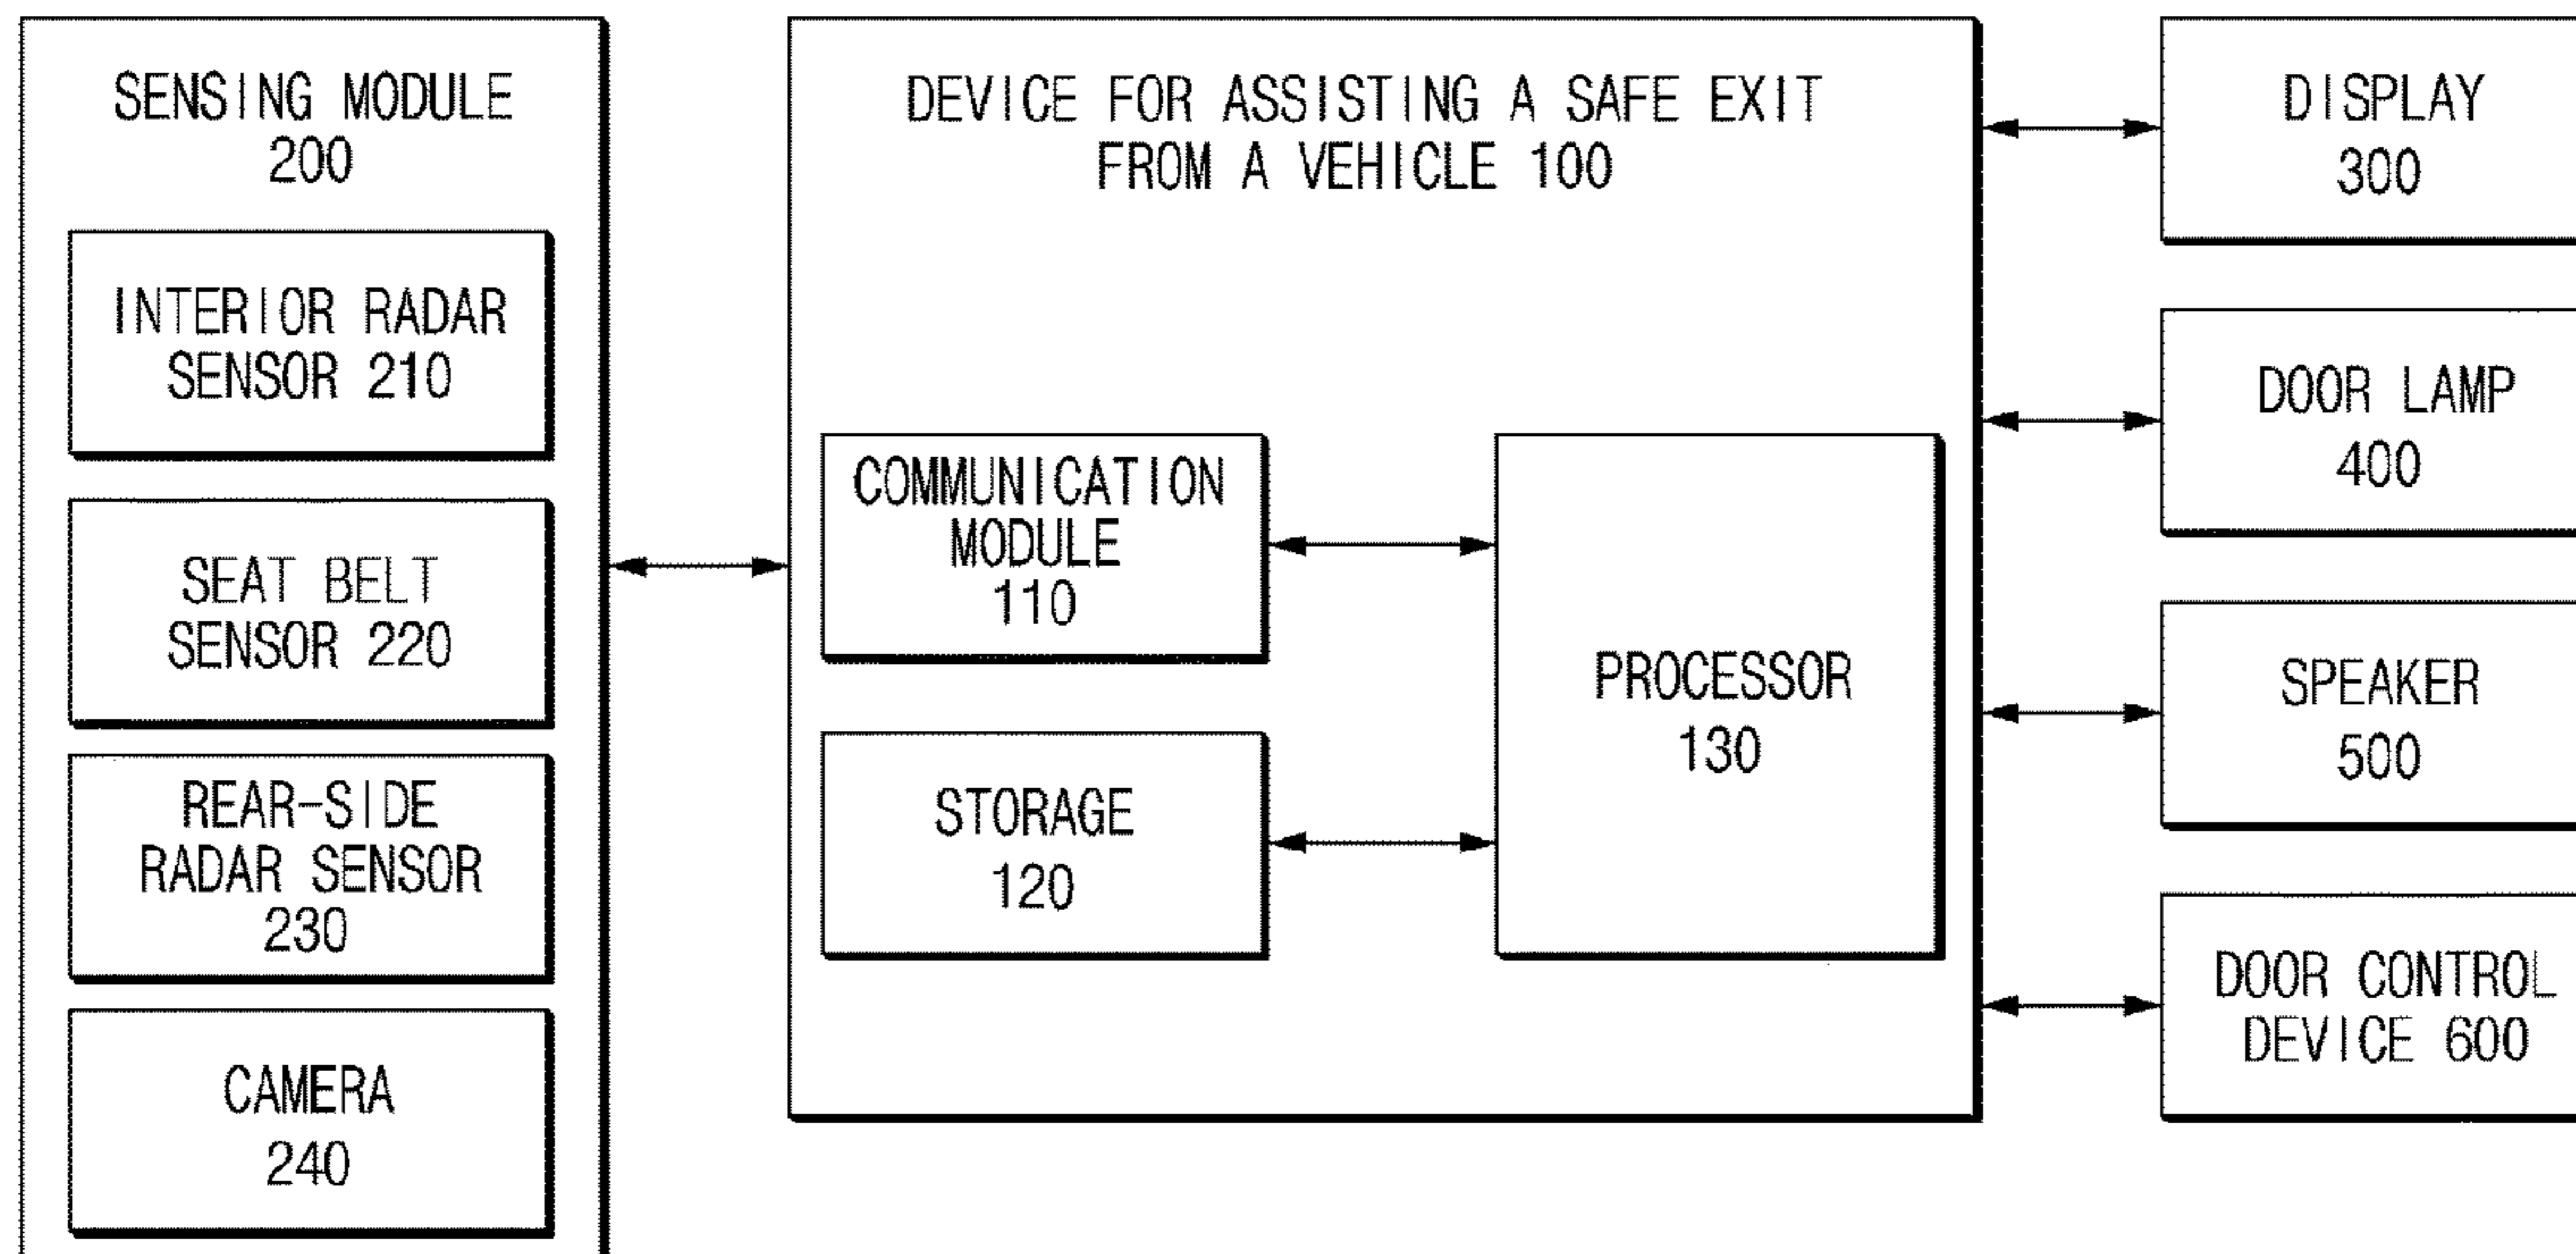 SENSING MODULE
200
INTERIOR RADAR
SENSOR 210
SEAT BELT
SENSOR 220
REAR-SIDE
RADAR SENSOR
230
CAMERA
240
DEVICE FOR ASSISTING A SAFE EXIT
FROM A VEHICLE 100
COMMUNICATION
MODULE
110
STORAGE
120
PROCESSOR
130
DISPLAY
300
DOOR LAMP
400
SPEAKER
500
DOOR CONTROL
DEVICE 600